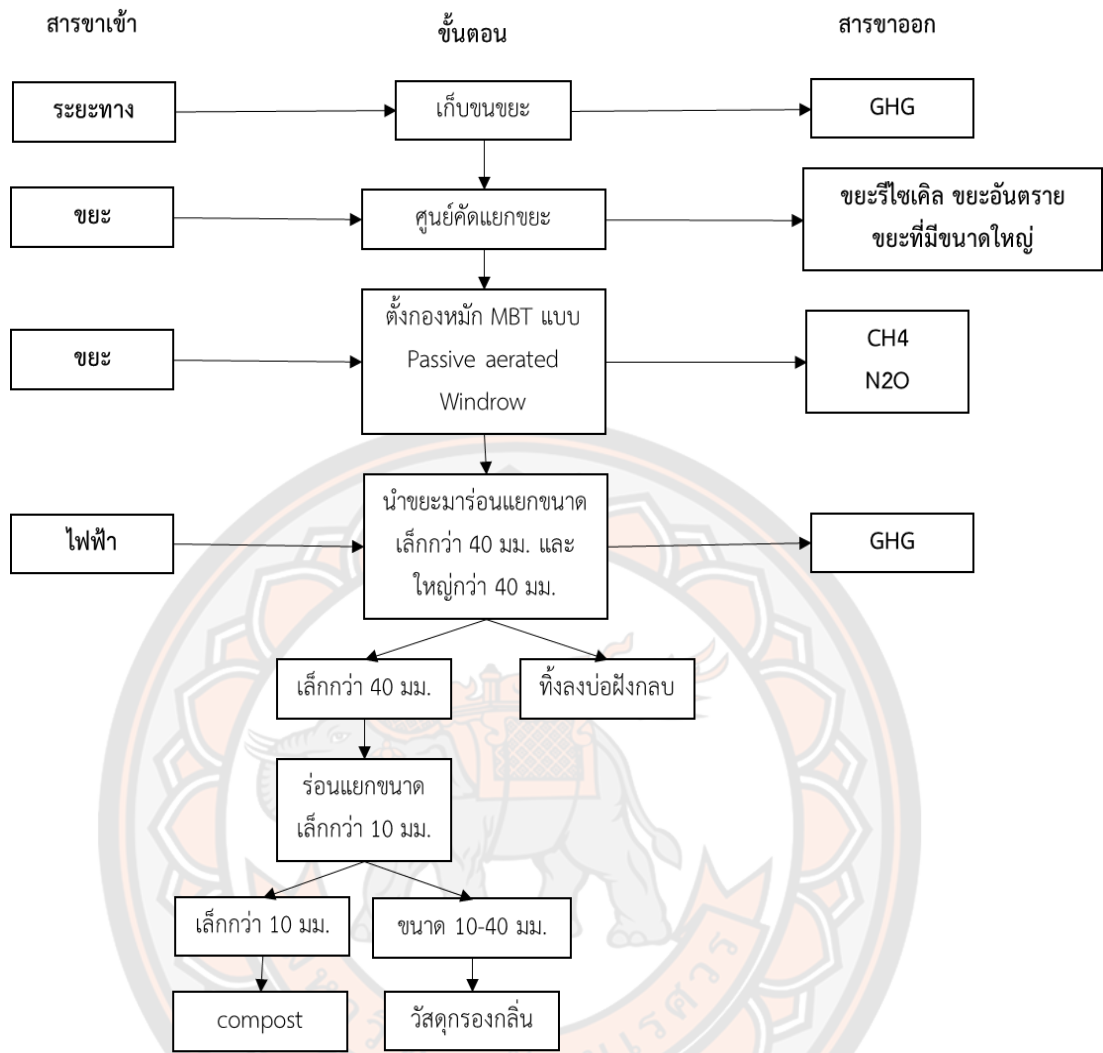 สารขาเข้า
ขั้นตอน
สารขาออก
ระยะทาง
เก็บขนขยะ
GHG
ขยะ
ศูนย์คัดแยกขยะ
ขยะรีไซเคิล ขยะอันตราย
ขยะที่มีขนาดใหญ่
ขยะ
ตั้งกองหมัก MBT แบบ
Passive aerated
Windrow
CH4
N2O
ไฟฟ้า
นำขยะมาร่อนแยกขนาด
เล็กกว่า 40 มม. และ
ใหญ่กว่า 40 มม.
GHG
เล็กกว่า 40 มม.
ทิ้งลงบ่อฝังกลบ
ร่อนแยกขนาด
เล็กกว่า 10 มม.
เล็กกว่า 10 มม.
ขนาด 10-40 มม.
compost
วัสดุกรองกลิ่น